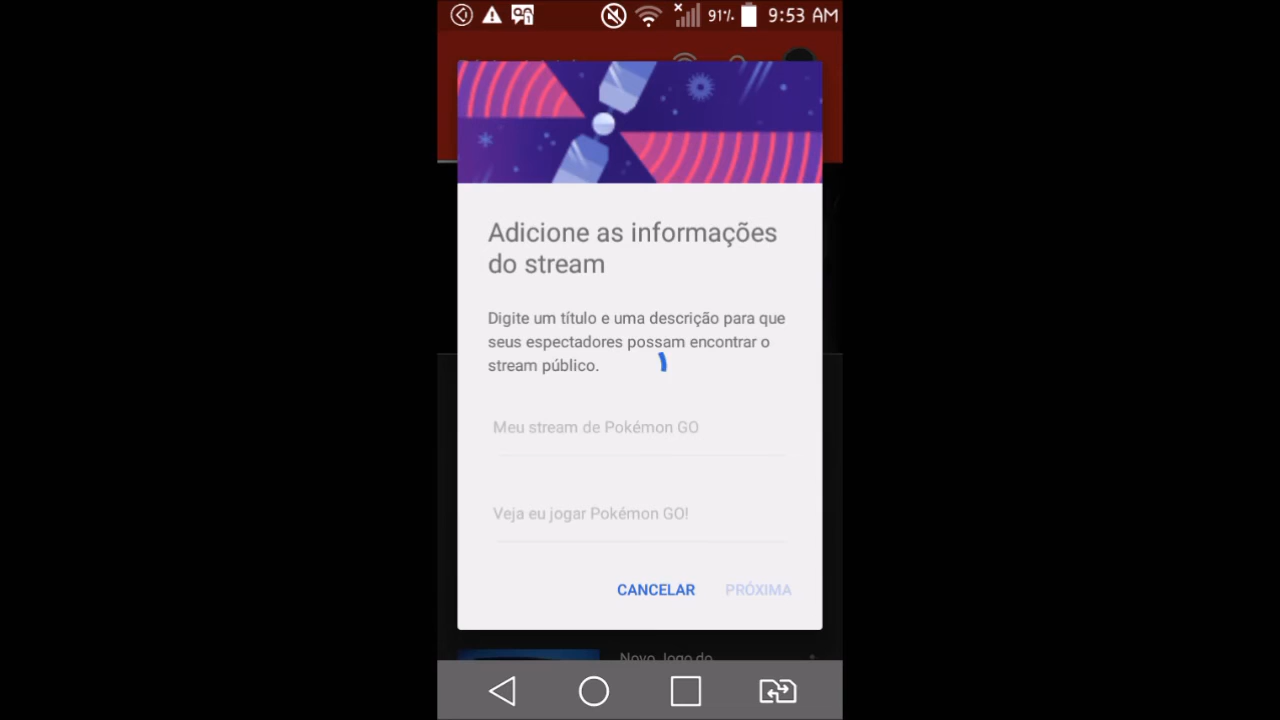 91% 9:53 AM
Adicione as informações
do stream
Digite um título e uma descrição para que
seus espectadores possam encontrar o
stream público.
Meu stream de Pokémon GO
Veja eu jogar Pokémon GO!
CANCELAR PRÓXIMA
Novo Jogo do